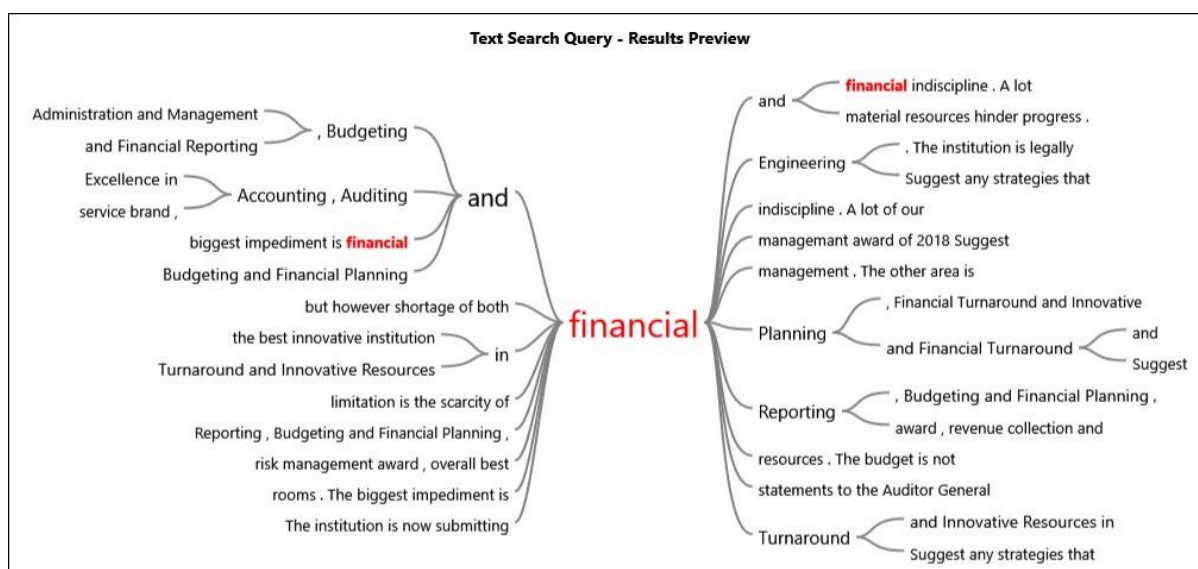 Text Search Query - Results Preview
Administration and Management
and Financial Reporting
, Budgeting
Excellence in
service brand ,
Accounting , Auditing
biggest impediment is financial
Budgeting and Financial Planning
and
but however shortage of both
the best innovative institution
Turnaround and Innovative Resources
in
limitation is the scarcity of
Reporting , Budgeting and Financial Planning ,
risk management award , overall best
rooms . The biggest impediment is
The institution is now submitting
financial
and
financial indiscipline . A lot
material resources hinder progress .
Engineering
. The institution is legally
Suggest any strategies that
indiscipline . A lot of our
managemant award of 2018 Suggest
management . The other area is
Planning
, Financial Turnaround and Innovative
and Financial Turnaround
and
Suggest
Reporting
, Budgeting and Financial Planning ,
award , revenue collection and
resources . The budget is not
statements to the Auditor General
Turnaround
and Innovative Resources in
Suggest any strategies that